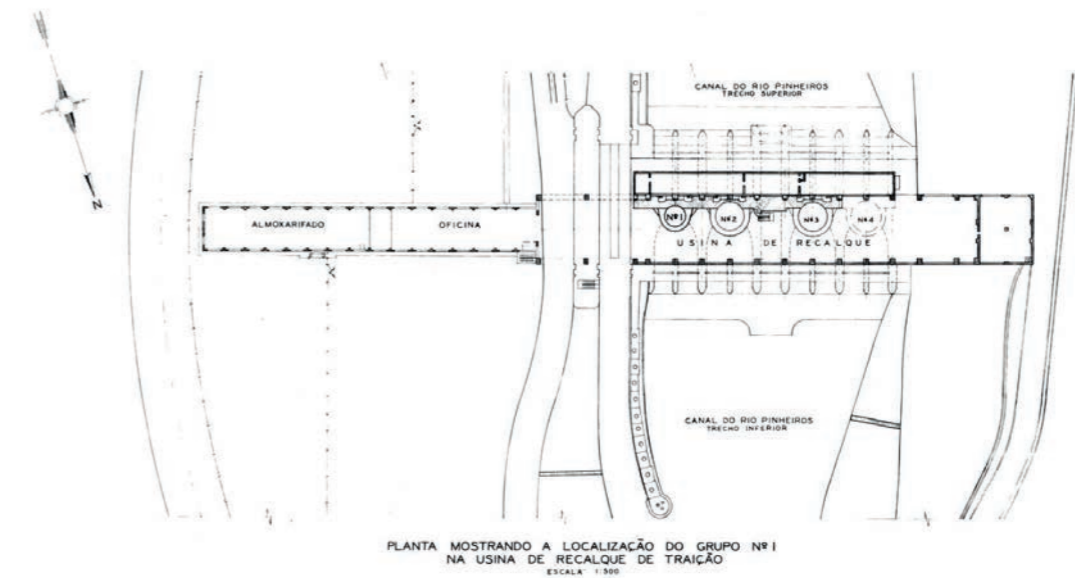 N
CANAL DO RIO PINHEIROS
TRECHO SUPERIOR
ALMOXARIFADO
OFICINA
Nº1
Nº2
Nº3
Nº4
USINA DE RECALQUE
CANAL DO RIO PINHEIROS
TRECHO INFERIOR
PLANTA MOSTRANDO A LOCALIZAÇÃO DO GRUPO Nº1
NA USINA DE RECALQUE DE TRAIÇÃO
ESCALA 1:500